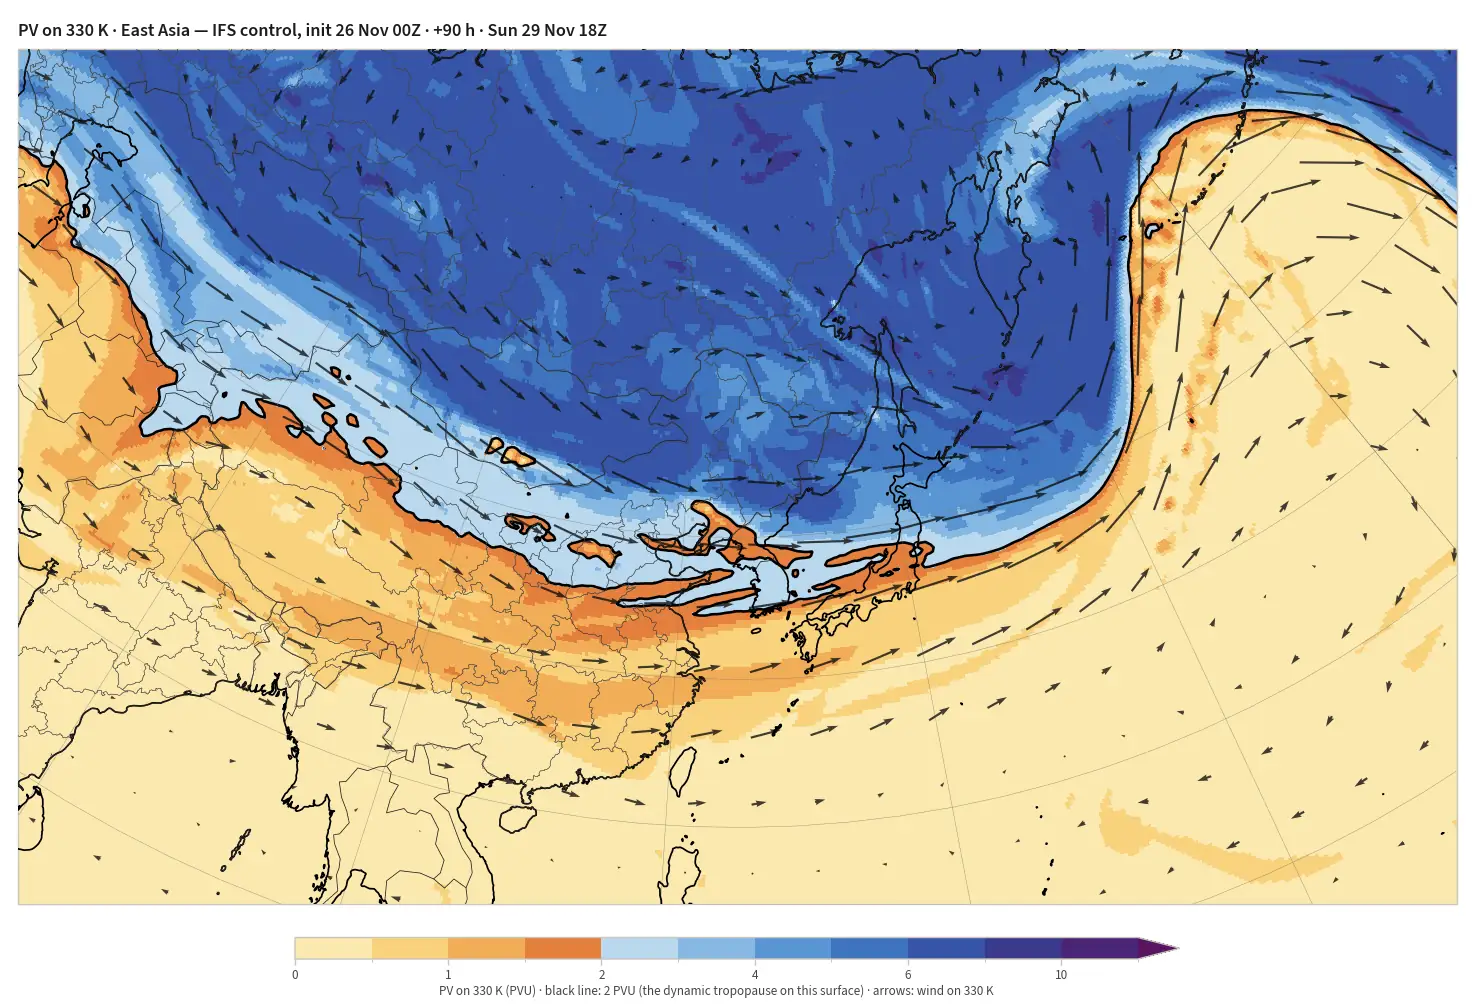 PV on 330 K · East Asia — IFS control, init 26 Nov 00Z · +90 h · Sun 29 Nov 18Z
0 1 2 4 6 10
PV on 330 K (PVU) · black line: 2 PVU (the dynamic tropopause on this surface) · arrows: wind on 330 K